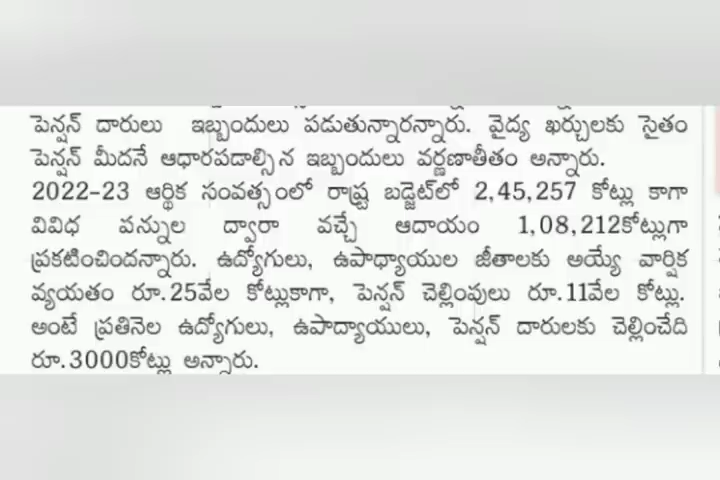 పెన్షన్ దారులు ఇబ్బందులు పడుతున్నారన్నారు. వైద్య ఖర్చులకు సైతం
పెన్షన్ మీదనే ఆధారపడాల్సిన ఇబ్బందులు వర్ణణాతీతం అన్నారు.
2022-23 ఆర్థిక సంవత్సంలో రాష్ట్ర బడ్జెట్‌లో 2,45,257 కోట్లు కాగా
వివిధ పన్నుల ద్వారా వచ్చే ఆదాయం 1,08,212కోట్లుగా
ప్రకటించిందన్నారు. ఉద్యోగులు, ఉపాధ్యాయుల జీతాలకు అయ్యే వార్షిక
వ్యయతం రూ.25వేల కోట్లుకాగా, పెన్షన్ చెల్లింపులు రూ.11వేల కోట్లు.
అంటే ప్రతినెల ఉద్యోగులు, ఉపాద్యాయులు, పెన్షన్ దారులకు చెల్లించేది
రూ.3000కోట్లు అన్నారు.